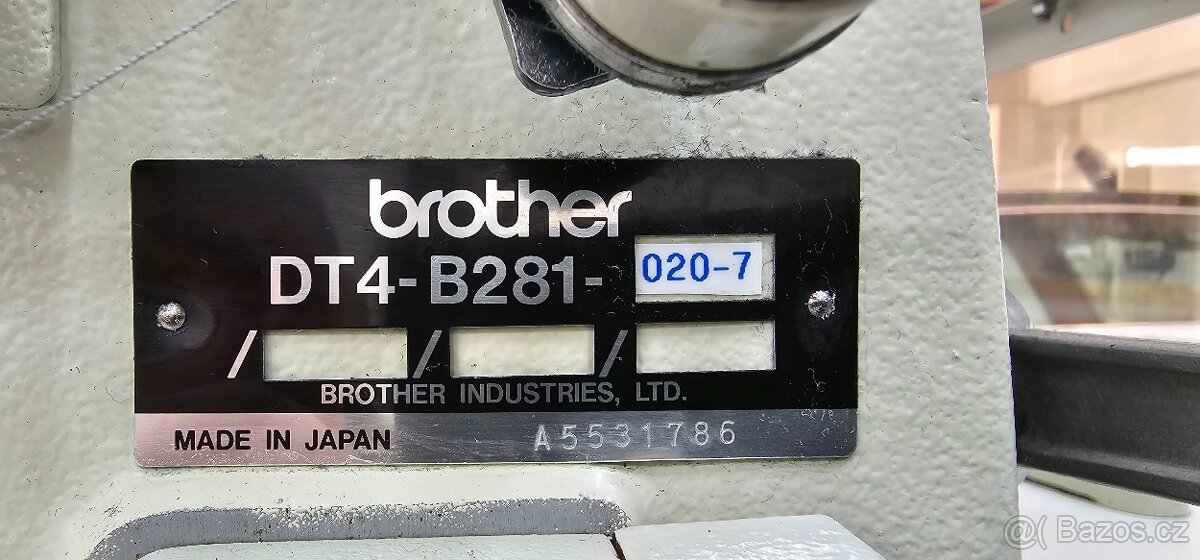 brother
DT4-B281-020-7
/ / /
BROTHER INDUSTRIES, LTD.
MADE IN JAPAN A5531786
@( Bazos.cz